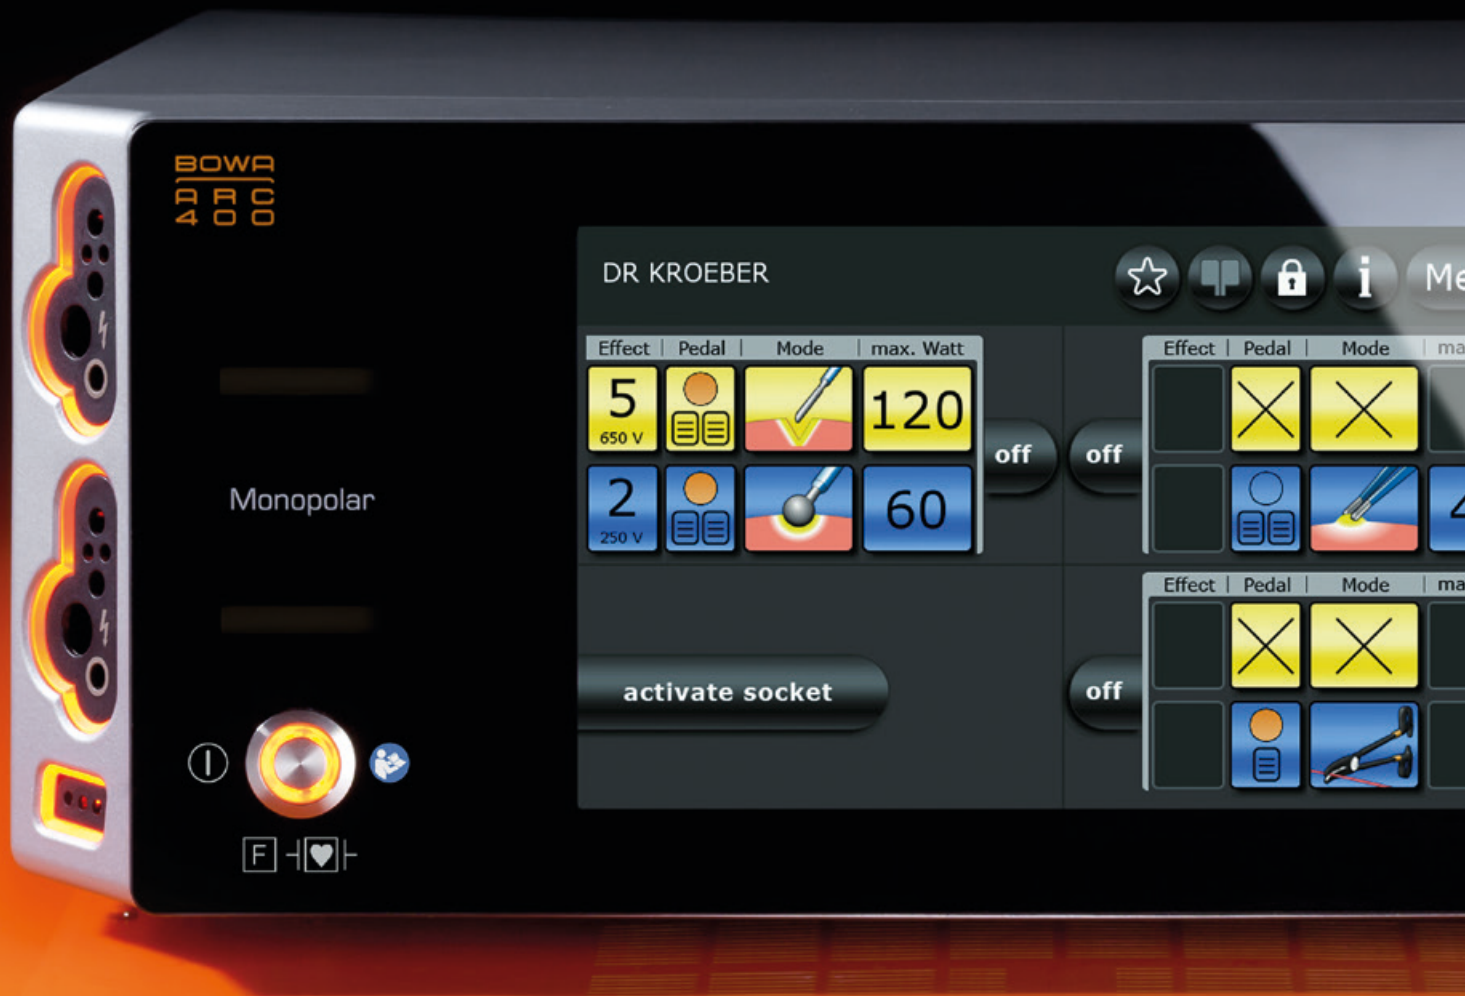 BOWA
ARC
400
DR KROEBER
i
Effect | Pedal | Mode | max. Watt
5
650 V
120
off
2
250 V
60
off
Effect | Pedal | Mode
Monopolar
activate socket
off
Effect | Pedal | Mode
F